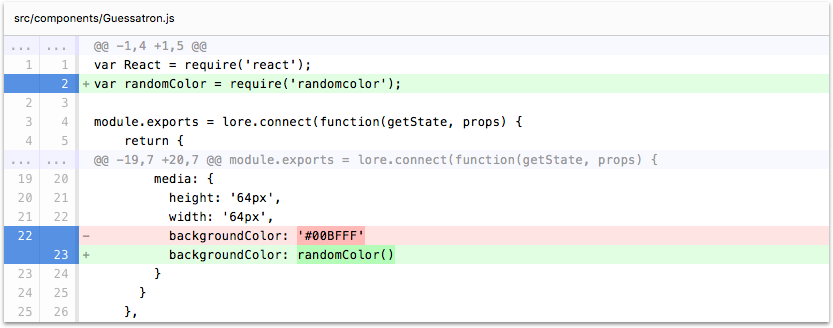 src/components/Guessatron.js
... ... @@ -1,4 +1,5 @@
1 1 var React = require('react');
2 + var randomColor = require('randomcolor');
2 3
3 4 module.exports = lore.connect(function(getState, props) {
4 5 return {
... ... @@ -19,7 +20,7 @@ module.exports = lore.connect(function(getState, props) {
19 20 media: {
20 21 height: '64px',
21 22 width: '64px',
22 - backgroundColor: '#00BFFF'
23 + backgroundColor: randomColor()
23 24 }
24 25 }
25 26 },